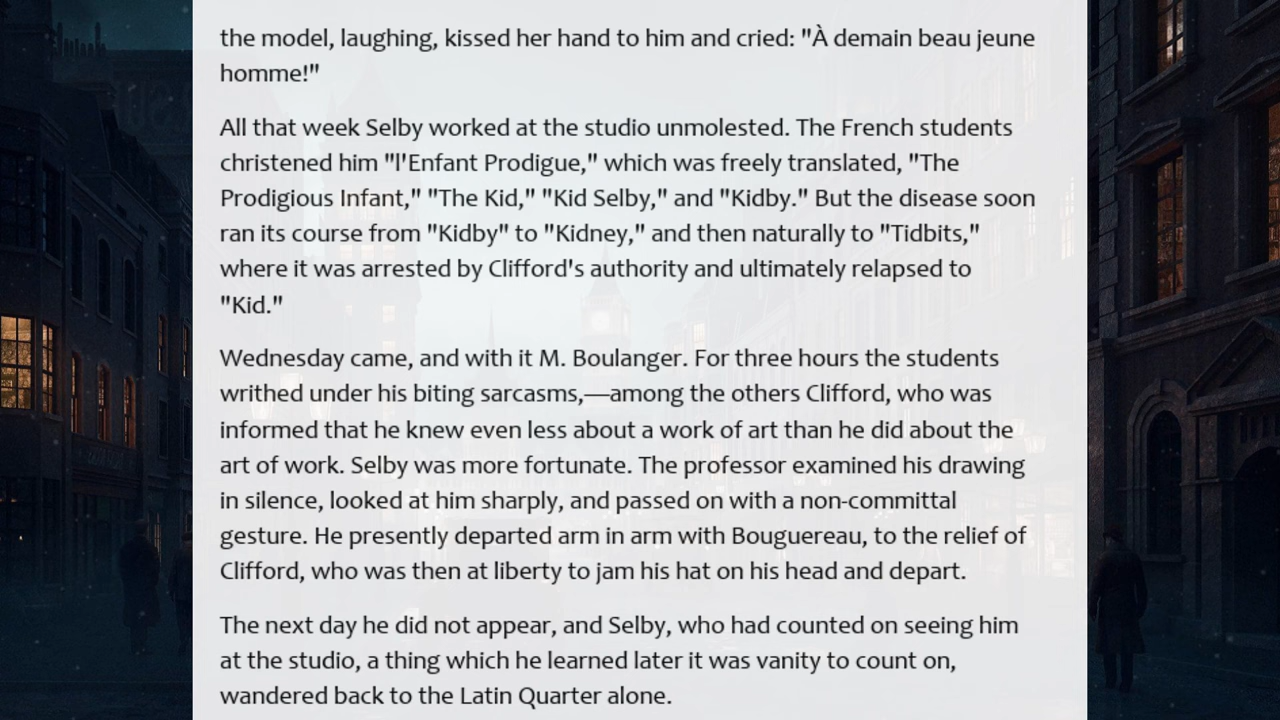 the model, laughing, kissed her hand to him and cried: "À demain beau jeune
homme!"
All that week Selby worked at the studio unmolested. The French students
christened him "l'Enfant Prodigue," which was freely translated, "The
Prodigious Infant," "The Kid," "Kid Selby," and "Kidby." But the disease soon
ran its course from "Kidby" to "Kidney," and then naturally to "Tidbits,"
where it was arrested by Clifford's authority and ultimately relapsed to
"Kid."
Wednesday came, and with it M. Boulanger. For three hours the students
writhed under his biting sarcasms,—among the others Clifford, who was
informed that he knew even less about a work of art than he did about the
art of work. Selby was more fortunate. The professor examined his drawing
in silence, looked at him sharply, and passed on with a non-committal
gesture. He presently departed arm in arm with Bouguereau, to the relief of
Clifford, who was then at liberty to jam his hat on his head and depart.
The next day he did not appear, and Selby, who had counted on seeing him
at the studio, a thing which he learned later it was vanity to count on,
wandered back to the Latin Quarter alone.